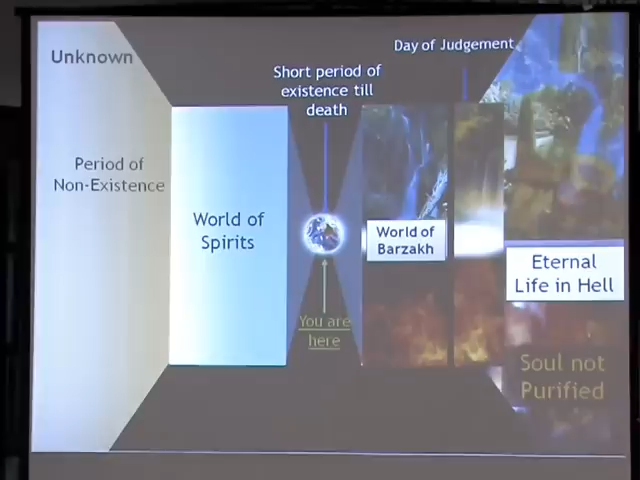 Unknown
Period of
Non-Existence
World of
Spirits
Short period of
existence till
death
You are
here
World of
Barzakh
Day of Judgement
Eternal
Life in Hell
Soul not
Purified